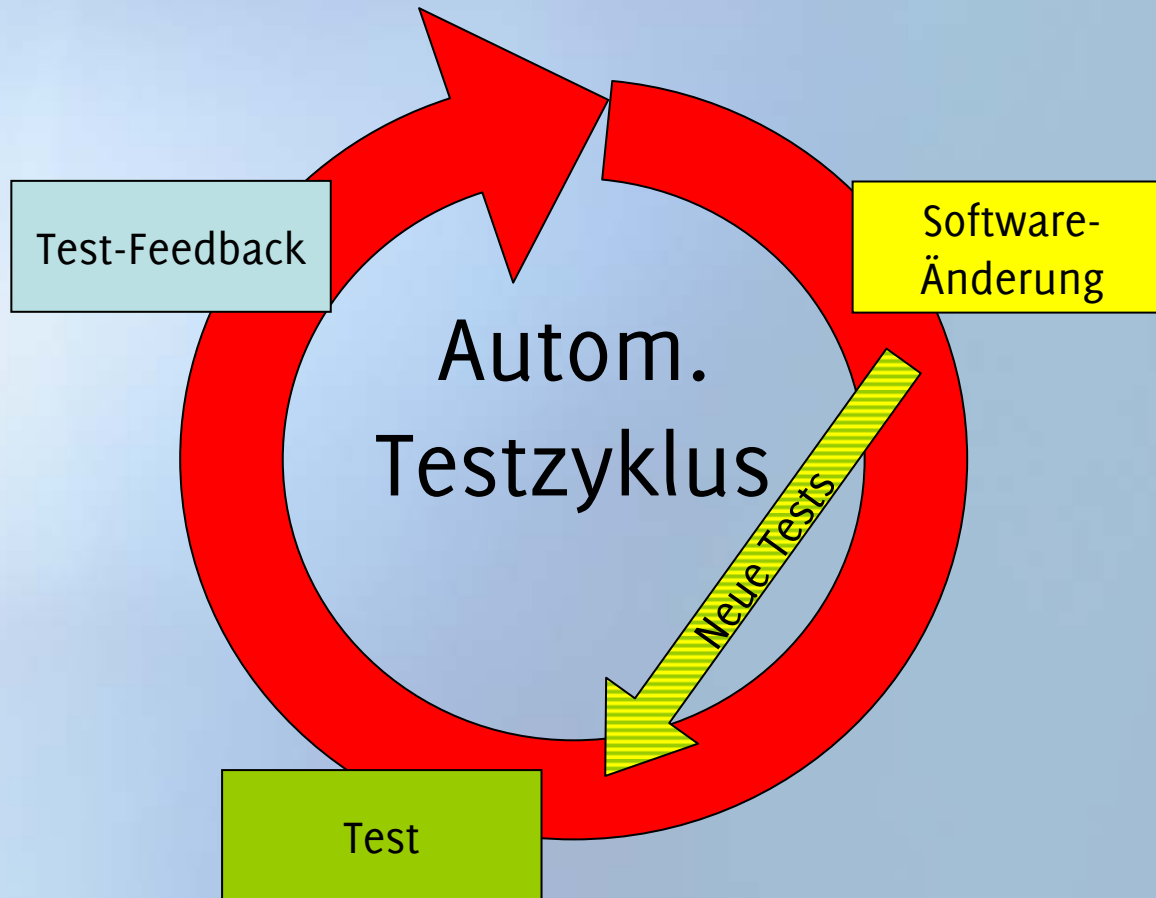 Test-Feedback
Software-
Änderung
Autom.
Testzyklus
Neue Tests
Test